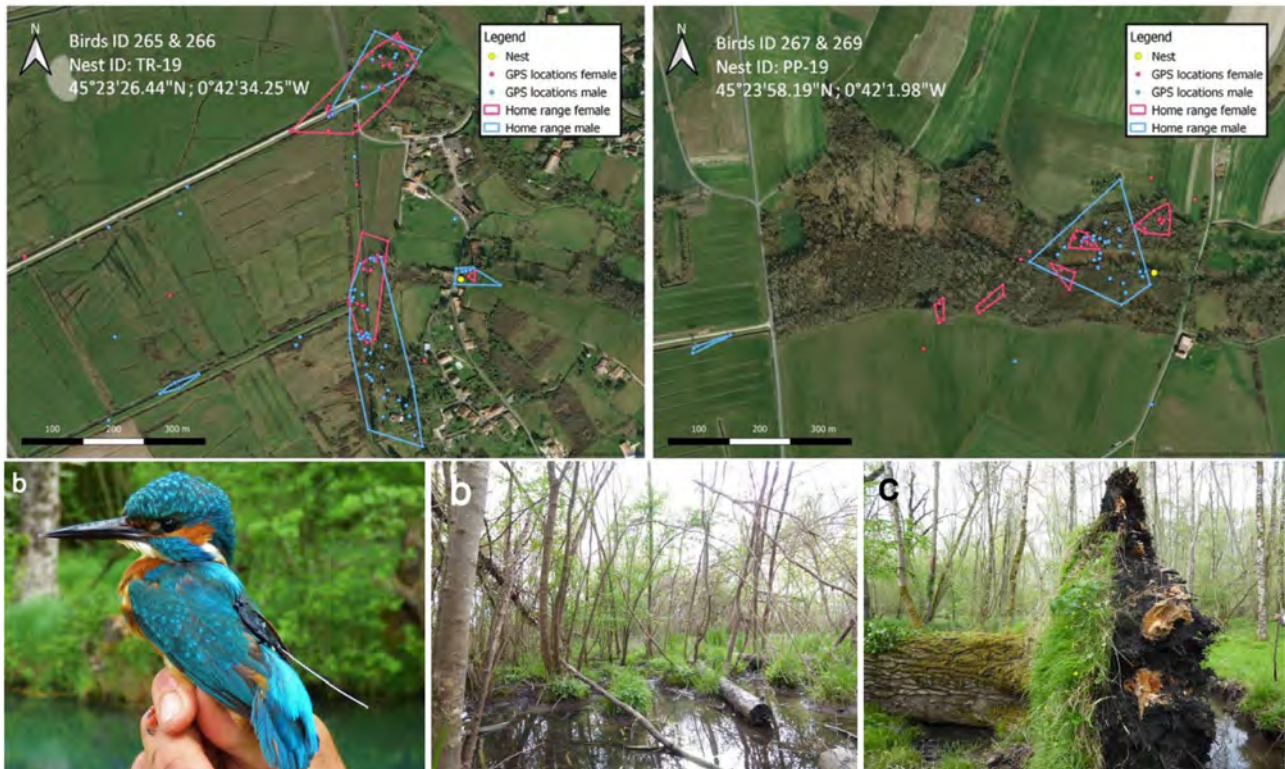 N
Birds ID 265 & 266
Nest ID: TR-19
45°23'26.44"N ; 0°42'34.25"W
Legend
Nest
GPS locations female
GPS locations male
Home range female
Home range male
100 200 300 m
N
Birds ID 267 & 269
Nest ID: PP-19
45°23'58.19"N ; 0°42'1.98"W
Legend
Nest
GPS locations female
GPS locations male
Home range female
Home range male
100 200 300 m
b
b
c